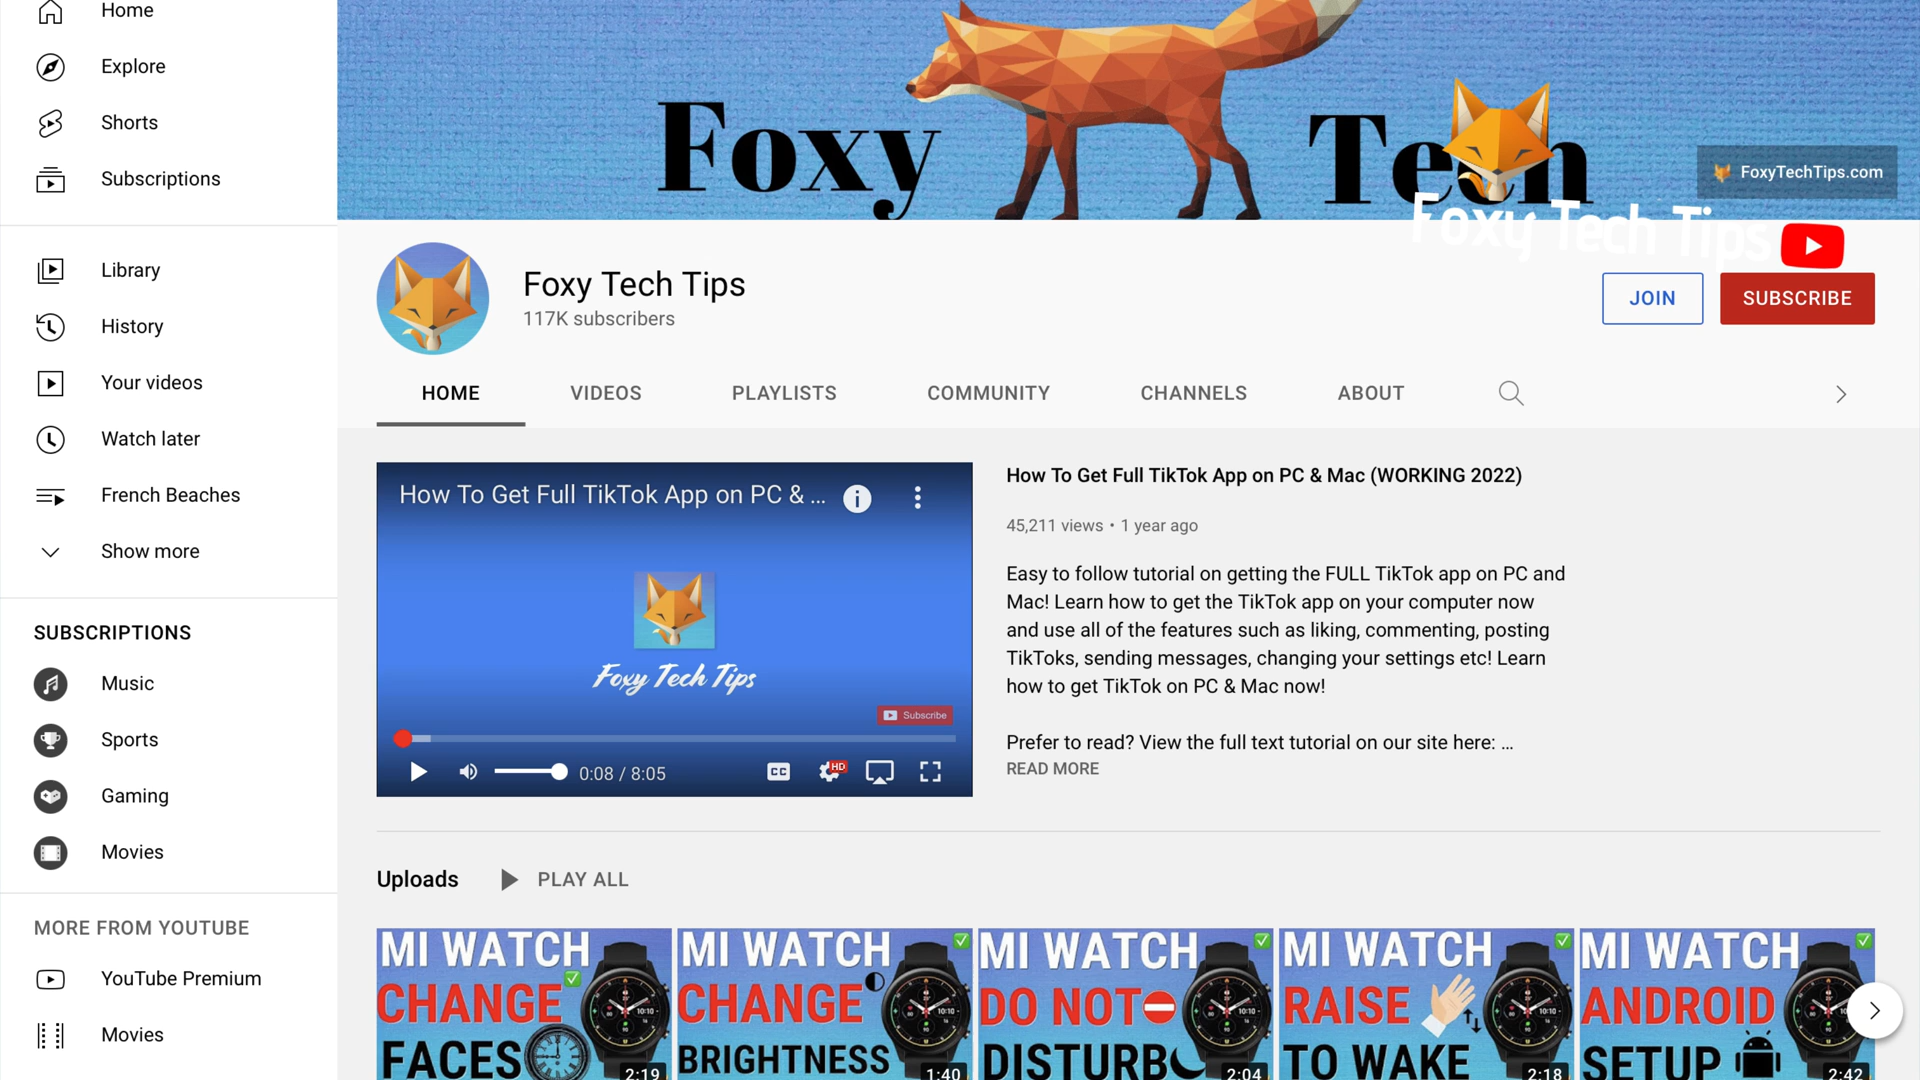 Home
Explore
Shorts
Subscriptions
Library
History
Your videos
Watch later
French Beaches
Show more
SUBSCRIPTIONS
Music
Sports
Gaming
Movies
MORE FROM YOUTUBE
YouTube Premium
Movies
Foxy Tech
FoxyTechTips.com
Foxy Tech Tips
Foxy Tech Tips
117K subscribers
JOIN
SUBSCRIBE
HOME
VIDEOS
PLAYLISTS
COMMUNITY
CHANNELS
ABOUT
How To Get Full TikTok App on PC & ...
Foxy Tech Tips
Subscribe
0:08 / 8:05
CC
HD
How To Get Full TikTok App on PC & Mac (WORKING 2022)
45,211 views • 1 year ago
Easy to follow tutorial on getting the FULL TikTok app on PC and
Mac! Learn how to get the TikTok app on your computer now
and use all of the features such as liking, commenting, posting
TikToks, sending messages, changing your settings etc! Learn
how to get TikTok on PC & Mac now!
Prefer to read? View the full text tutorial on our site here: ...
READ MORE
Uploads
PLAY ALL
MI WATCH
CHANGE
FACES
2:19
MI WATCH
CHANGE
BRIGHTNESS
1:40
MI WATCH
DO NOT
DISTURB
2:04
MI WATCH
RAISE
TO WAKE
2:18
MI WATCH
ANDROID
SETUP
2:42